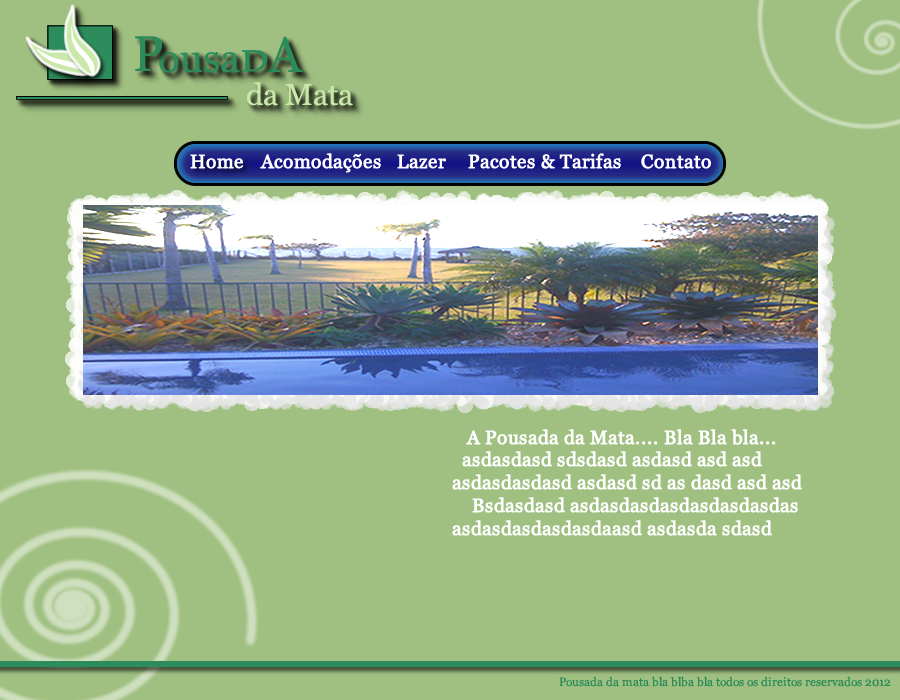 PousaDA
da Mata
Home Acomodações Lazer Pacotes & Tarifas Contato
A Pousada da Mata.... Bla Bla bla...
asdasdasd sdsdasd asdasd asd asd
asdasdasdasd asdasd sd as dasd asd asd
Bsdasdasd asdasdasdasdasdasdasdas
asdasdasdasdasdaasd asdasda sdasd
Pousada da mata bla blba bla todos os direitos reservados 2012